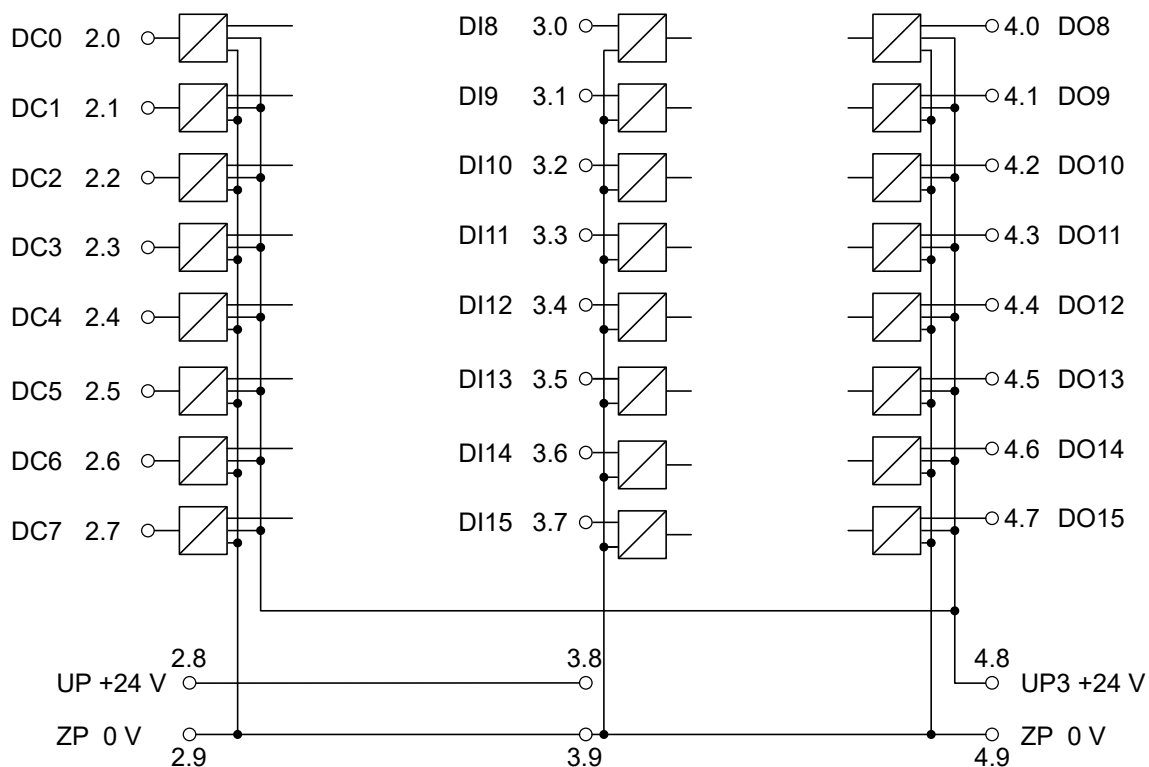 DC0 2.0 DI8 3.0 4.0 DO8
DC1 2.1 DI9 3.1 4.1 DO9
DC2 2.2 DI10 3.2 4.2 DO10
DC3 2.3 DI11 3.3 4.3 DO11
DC4 2.4 DI12 3.4 4.4 DO12
DC5 2.5 DI13 3.5 4.5 DO13
DC6 2.6 DI14 3.6 4.6 DO14
DC7 2.7 DI15 3.7 4.7 DO15
2.8 3.8 4.8
UP +24 V UP3 +24 V
ZP 0 V ZP 0 V
2.9 3.9 4.9